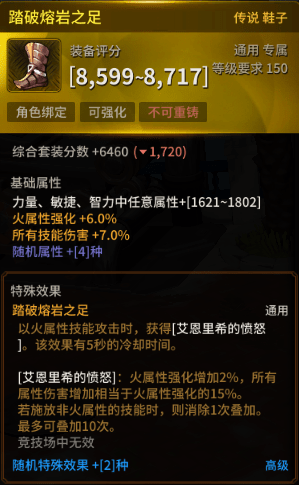 踏破熔岩之足 传说 鞋子
装备评分 通用 专属
[8,599~8,717] 等级要求 150
角色绑定 可强化 不可重铸
综合套装分数 +6460 (▼1,720)
基础属性
力量、敏捷、智力中任意属性+[1621~1802]
火属性强化 +6.0%
所有技能伤害 +7.0%
随机属性 +[4]种
特殊效果
踏破熔岩之足 通用
以火属性技能攻击时，获得[艾恩里希的愤怒
]。该效果有5秒的冷却时间。
[艾恩里希的愤怒]：火属性强化增加2%，所有
属性伤害增加相当于火属性强化的15%。
若施放非火属性的技能时，则消除1次叠加。
最多可叠加10次。
竞技场中无效
随机特殊效果 +[2]种 高级